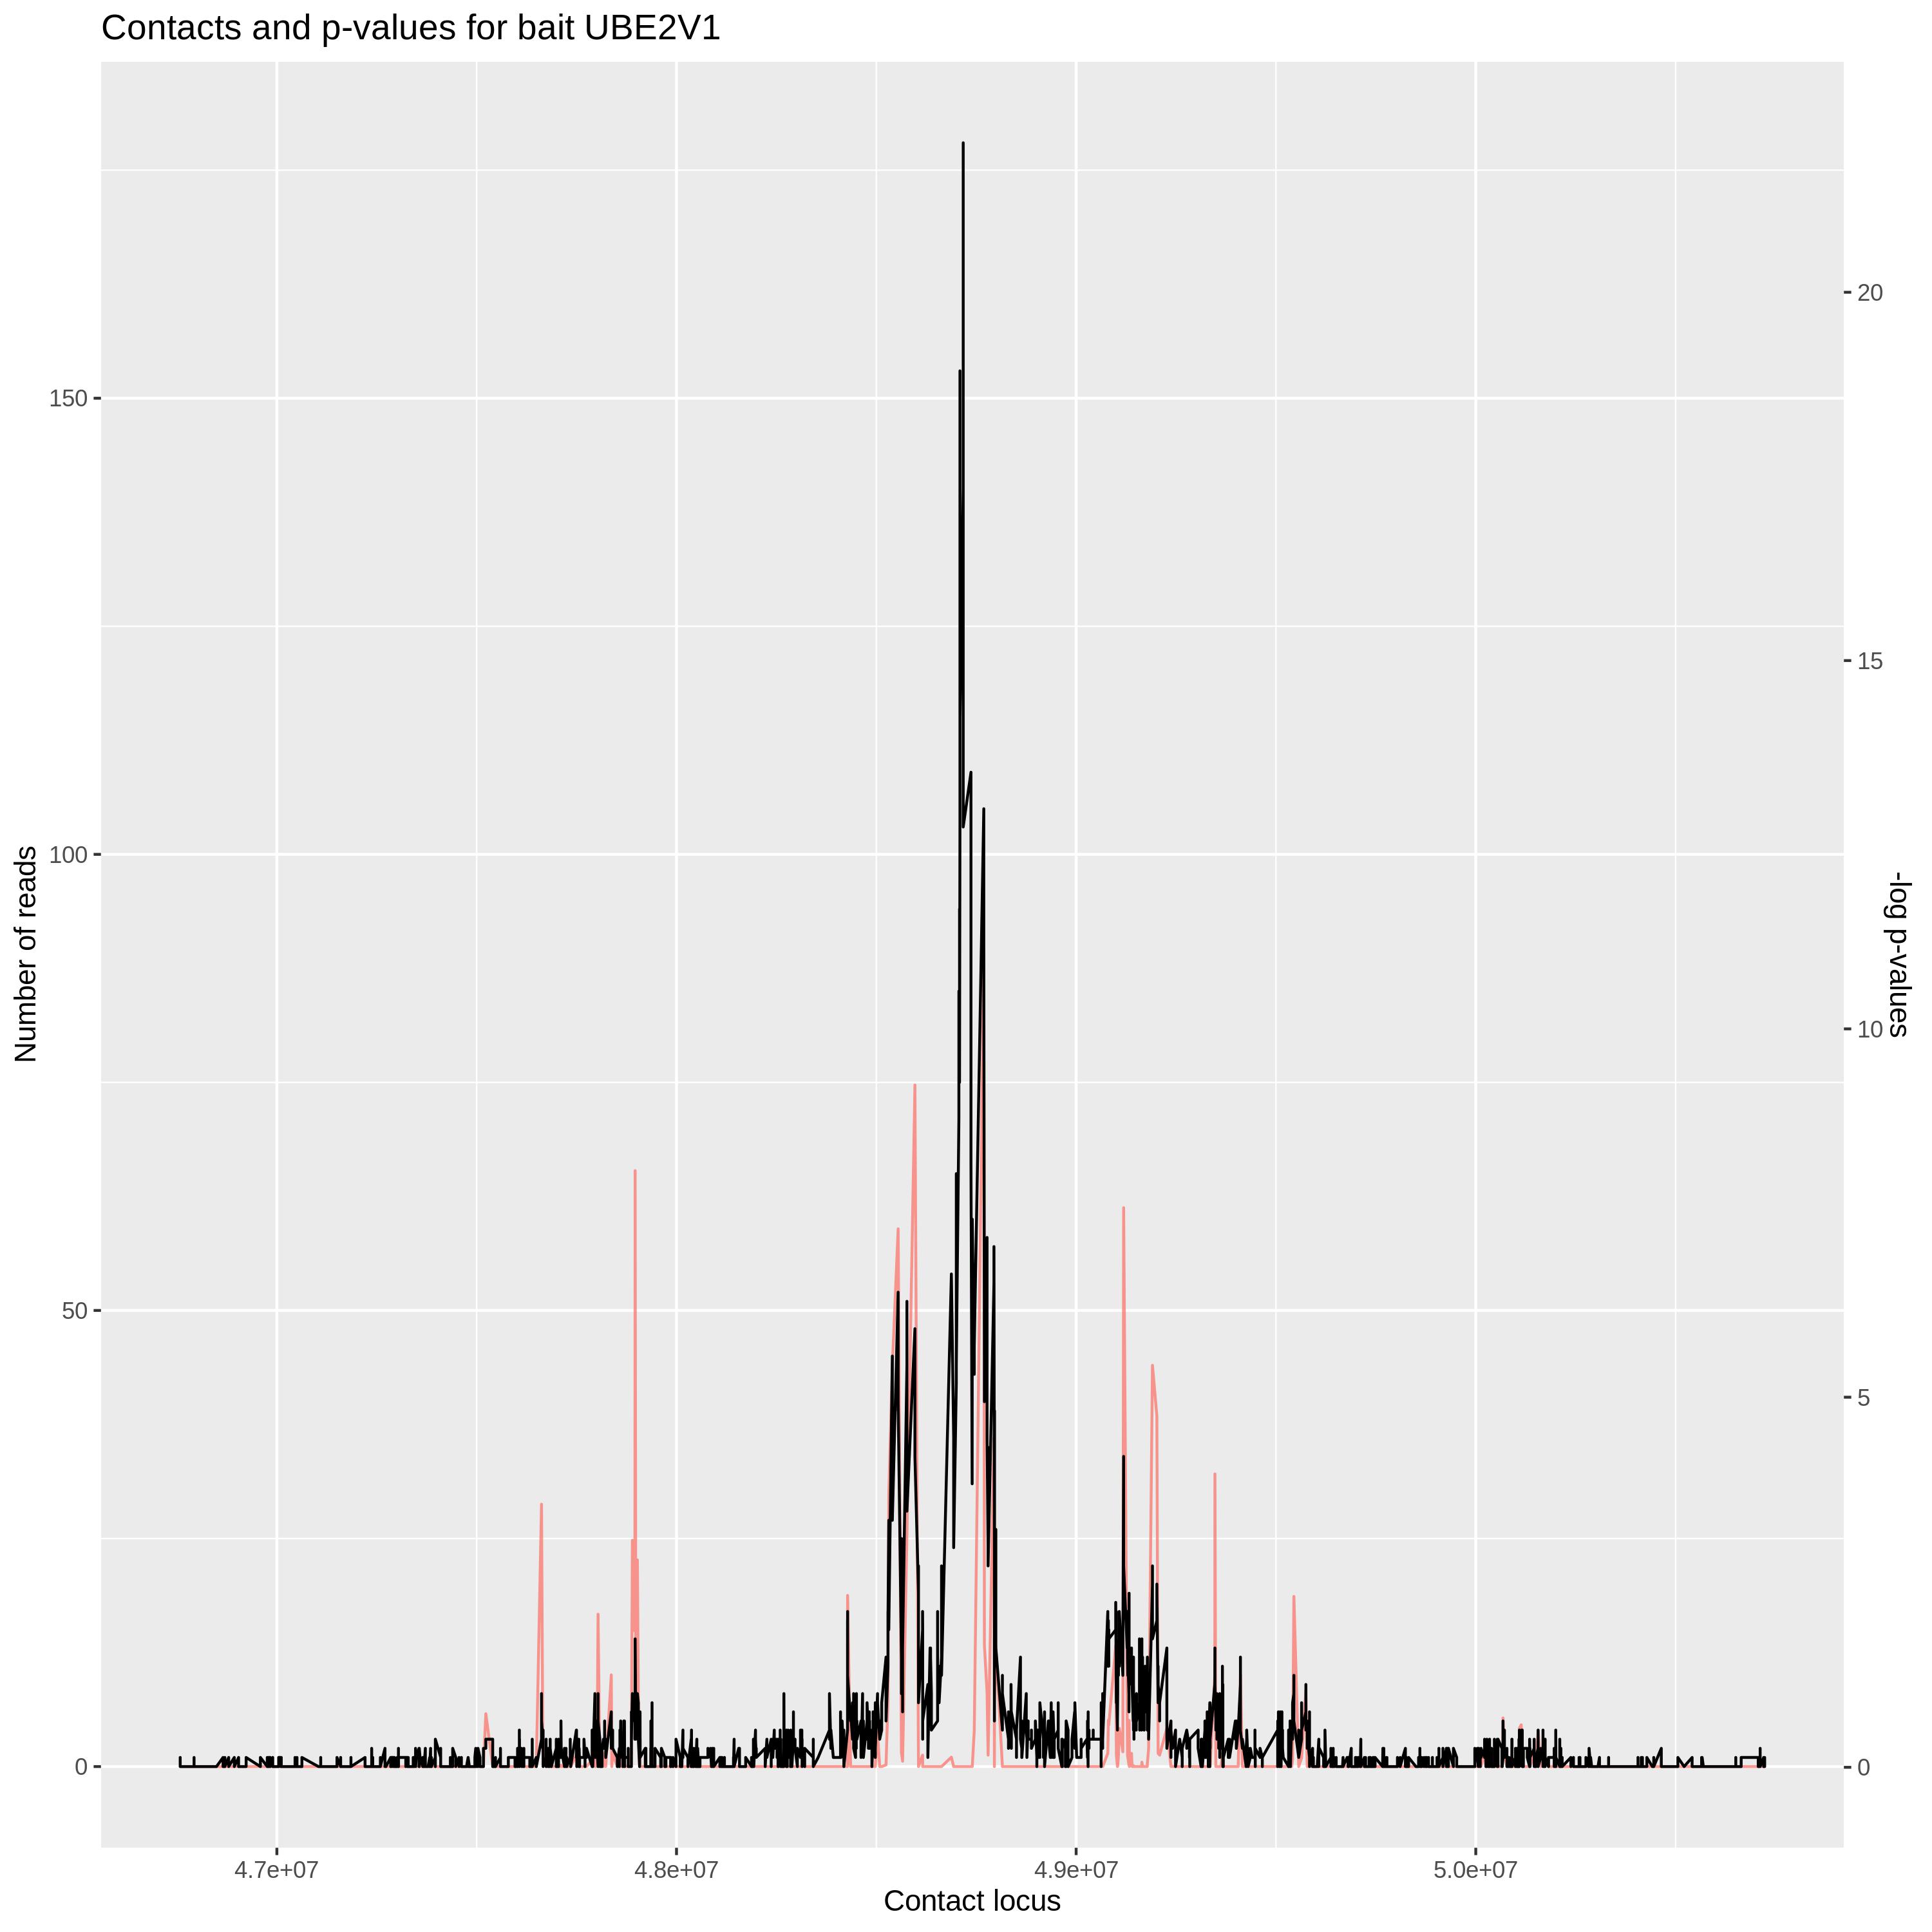 Contacts and p-values for bait UBE2V1
Number of reads
150
100
50
0
20
15
10
5
0
-log p-values
4.7e+07
4.8e+07
4.9e+07
5.0e+07
Contact locus